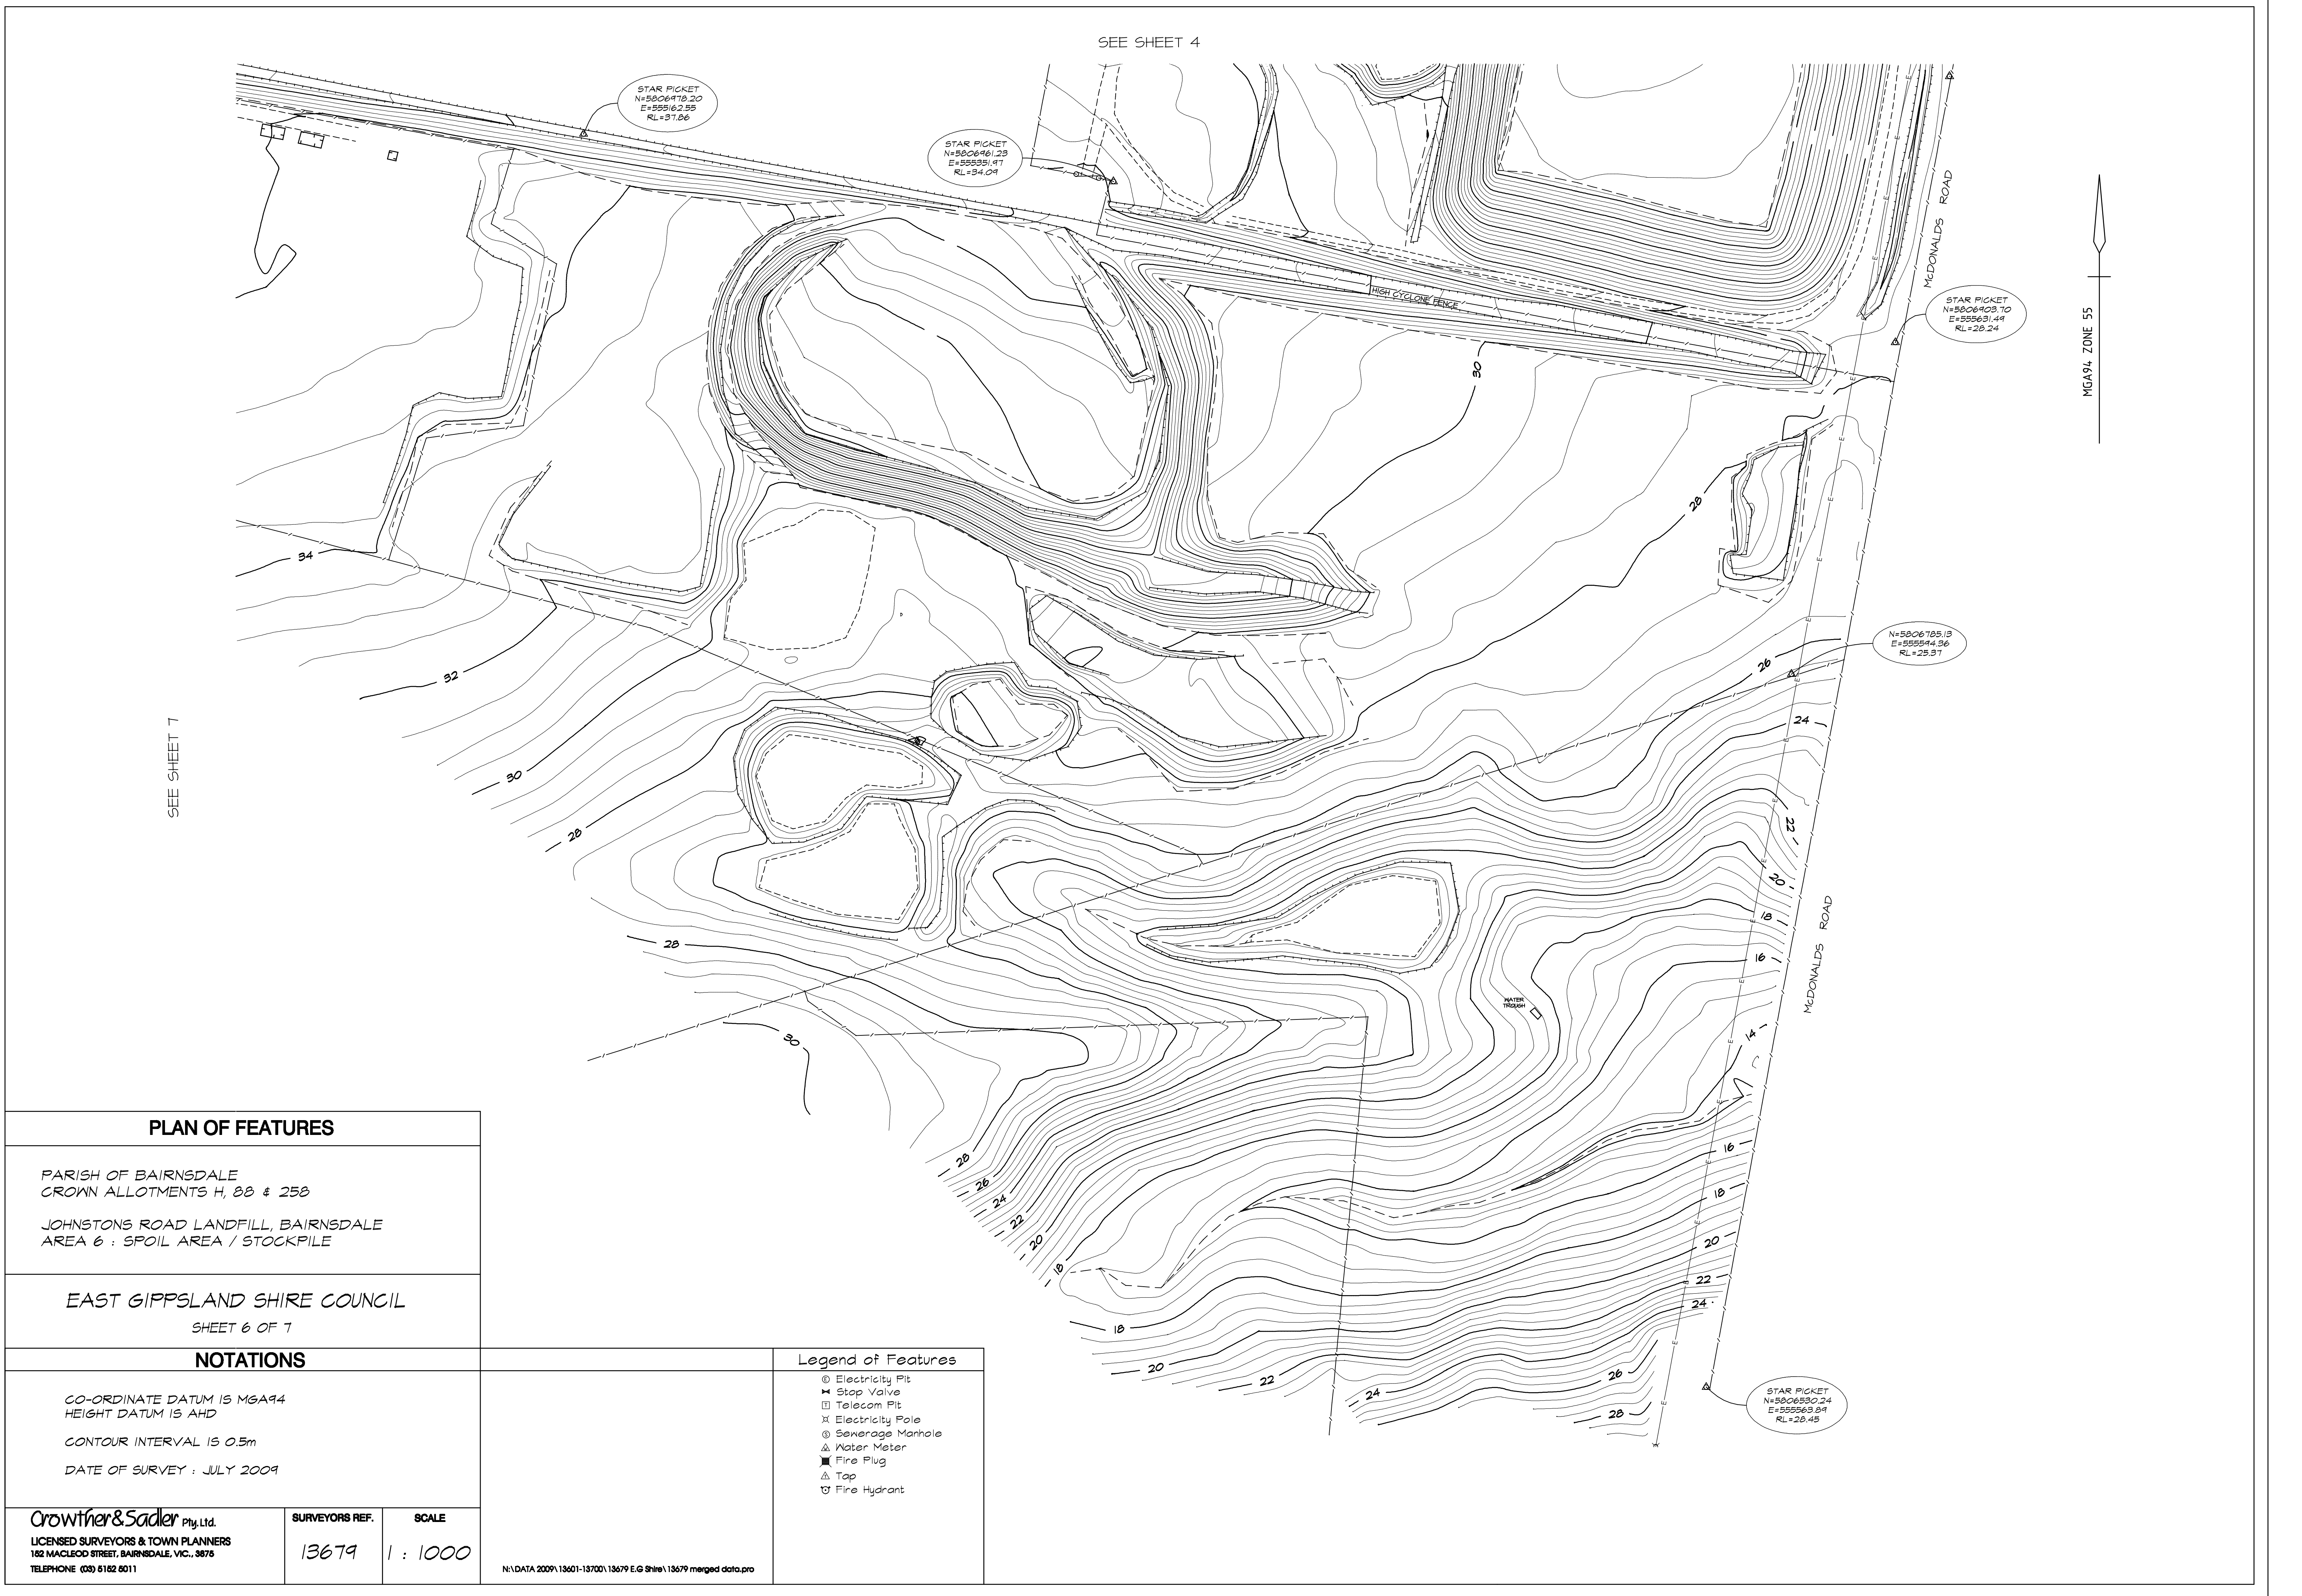 SEE SHEET 4
STAR PICKET
N=5806978.20
E=555162.55
RL=37.86
STAR PICKET
N=5806961.23
E=555351.97
RL=34.09
HIGH CYCLONE FENCE
McDONALDS ROAD
STAR PICKET
N=5806903.70
E=555631.49
RL=28.24
MGA94 ZONE 55
30
28
34
32
30
28
N=5806785.13
E=555594.36
RL=25.37
26
24
22
20
18
16
14
McDONALDS ROAD
SEE SHEET 7
28
30
WATER
TROUGH
28
26
24
22
20
18
16
18
20
22
24
18
20
22
24
26
28
STAR PICKET
N=5806530.24
E=555563.89
RL=28.45
PLAN OF FEATURES
PARISH OF BAIRNSDALE
CROWN ALLOTMENTS H, 88 & 258
JOHNSTONS ROAD LANDFILL, BAIRNSDALE
AREA 6 : SPOIL AREA / STOCKPILE
EAST GIPPSLAND SHIRE COUNCIL
SHEET 6 OF 7
NOTATIONS
CO-ORDINATE DATUM IS MGA94
HEIGHT DATUM IS AHD
CONTOUR INTERVAL IS 0.5m
DATE OF SURVEY : JULY 2009
Crowther&Sadler Pty. Ltd.
LICENSED SURVEYORS & TOWN PLANNERS
152 MACLEOD STREET, BAIRNSDALE, VIC., 3875
TELEPHONE (03) 5152 5011
SURVEYORS REF.
13679
SCALE
1 : 1000
N:\DATA 2009\13601-13700\13679 E.G Shire\13679 merged data.pro
Legend of Features
Electricity Pit
Stop Valve
Telecom Pit
Electricity Pole
Sewerage Manhole
Water Meter
Fire Plug
Tap
Fire Hydrant